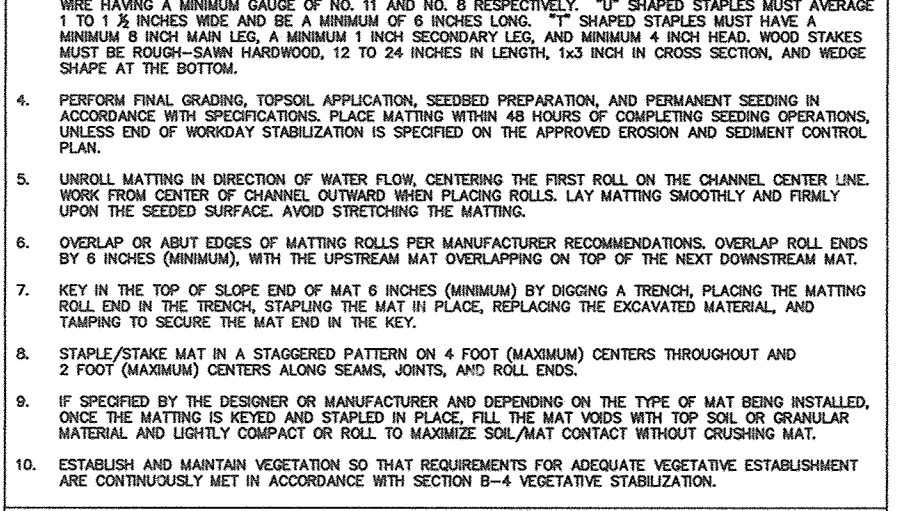 WIRE HAVING A MINIMUM GAUGE OF NO. 11 AND NO. 8 RESPECTIVELY. "U" SHAPED STAPLES MUST AVERAGE
1 TO 1 ½ INCHES WIDE AND BE A MINIMUM OF 6 INCHES LONG. "T" SHAPED STAPLES MUST HAVE A
MINIMUM 8 INCH MAIN LEG, A MINIMUM 1 INCH SECONDARY LEG, AND MINIMUM 4 INCH HEAD. WOOD STAKES
MUST BE ROUGH-SAWN HARDWOOD, 12 TO 24 INCHES IN LENGTH, 1x3 INCH IN CROSS SECTION, AND WEDGE
SHAPE AT THE BOTTOM.
4. PERFORM FINAL GRADING, TOPSOIL APPLICATION, SEEDBED PREPARATION, AND PERMANENT SEEDING IN
ACCORDANCE WITH SPECIFICATIONS. PLACE MATTING WITHIN 48 HOURS OF COMPLETING SEEDING OPERATIONS,
UNLESS END OF WORKDAY STABILIZATION IS SPECIFIED ON THE APPROVED EROSION AND SEDIMENT CONTROL
PLAN.
5. UNROLL MATTING IN DIRECTION OF WATER FLOW, CENTERING THE FIRST ROLL ON THE CHANNEL CENTER LINE.
WORK FROM CENTER OF CHANNEL OUTWARD WHEN PLACING ROLLS. LAY MATTING SMOOTHLY AND FIRMLY
UPON THE SEEDED SURFACE. AVOID STRETCHING THE MATTING.
6. OVERLAP OR ABUT EDGES OF MATTING ROLLS PER MANUFACTURER RECOMMENDATIONS. OVERLAP ROLL ENDS
BY 6 INCHES (MINIMUM), WITH THE UPSTREAM MAT OVERLAPPING ON TOP OF THE NEXT DOWNSTREAM MAT.
7. KEY IN THE TOP OF SLOPE END OF MAT 6 INCHES (MINIMUM) BY DIGGING A TRENCH, PLACING THE MATTING
ROLL END IN THE TRENCH, STAPLING THE MAT IN PLACE, REPLACING THE EXCAVATED MATERIAL, AND
TAMPING TO SECURE THE MAT END IN THE KEY.
8. STAPLE/STAKE MAT IN A STAGGERED PATTERN ON 4 FOOT (MAXIMUM) CENTERS THROUGHOUT AND
2 FOOT (MAXIMUM) CENTERS ALONG SEAMS, JOINTS, AND ROLL ENDS.
9. IF SPECIFIED BY THE DESIGNER OR MANUFACTURER AND DEPENDING ON THE TYPE OF MAT BEING INSTALLED,
ONCE THE MATTING IS KEYED AND STAPLED IN PLACE, FILL THE MAT VOIDS WITH TOP SOIL OR GRANULAR
MATERIAL AND LIGHTLY COMPACT OR ROLL TO MAXIMIZE SOIL/MAT CONTACT WITHOUT CRUSHING MAT.
10. ESTABLISH AND MAINTAIN VEGETATION SO THAT REQUIREMENTS FOR ADEQUATE VEGETATIVE ESTABLISHMENT
ARE CONTINUOUSLY MET IN ACCORDANCE WITH SECTION B-4 VEGETATIVE STABILIZATION.